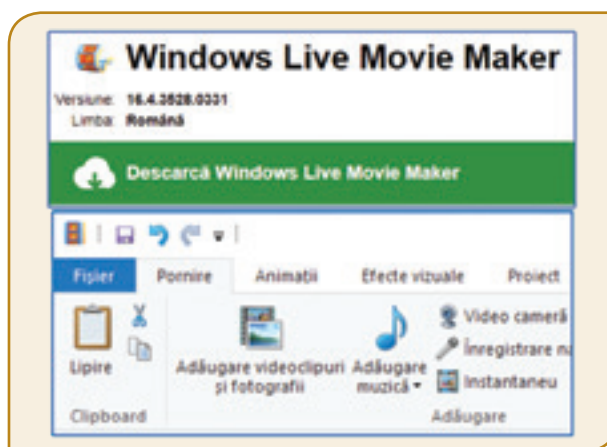 Windows Live Movie Maker
Versiune: 16.4.3528.0331
Limba: Română
Descarcă Windows Live Movie Maker
Fișier Pornire Animații Efecte vizuale Proiect
Lipire
Adăugare videoclipuri și fotografii
Adăugare muzică
Video cameră
Înregistrare
Instantaneu
Clipboard
Adăugare